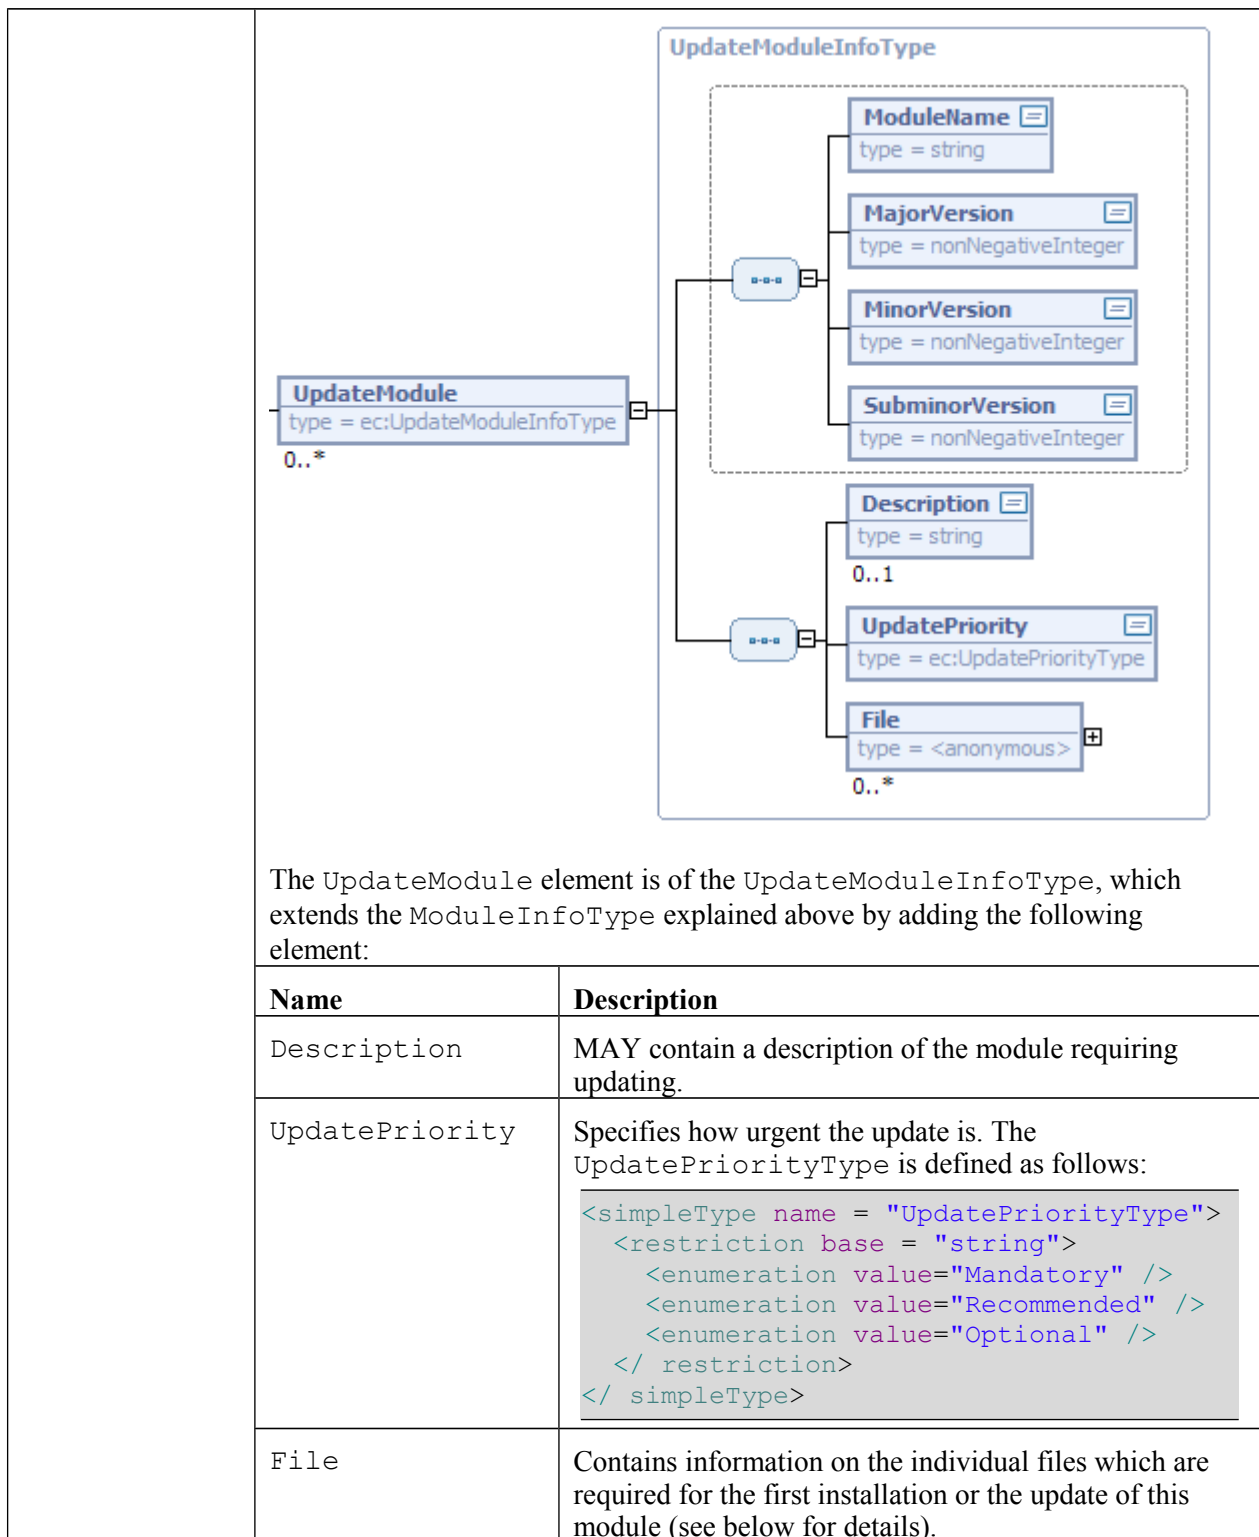 UpdateModuleInfoType
ModuleName
type = string
MajorVersion
type = nonNegativeInteger
MinorVersion
type = nonNegativeInteger
UpdateModule
type = ec:UpdateModuleInfoType
0..*
SubminorVersion
type = nonNegativeInteger
Description
type = string
0..1
UpdatePriority
type = ec:UpdatePriorityType
File
type = <anonymous>
0..*
The UpdateModule element is of the UpdateModuleInfoType, which
extends the ModuleInfoType explained above by adding the following
element:
Name Description
Description MAY contain a description of the module requiring
updating.
UpdatePriority Specifies how urgent the update is. The
UpdatePriorityType is defined as follows:
<simpleType name = "UpdatePriorityType">
<restriction base = "string">
<enumeration value="Mandatory" />
<enumeration value="Recommended" />
<enumeration value="Optional" />
</ restriction>
</ simpleType>
File Contains information on the individual files which are
required for the first installation or the update of this
module (see below for details).